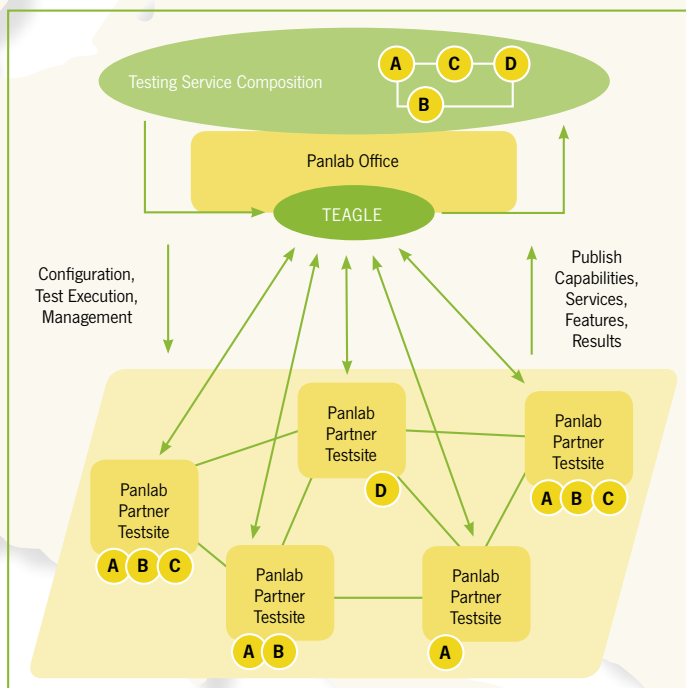 Testing Service Composition
A C D
B
Panlab Office
TEAGLE
Configuration,
Test Execution,
Management
Publish
Capabilities,
Services,
Features,
Results
Panlab
Partner
Testsite
D
Panlab
Partner
Testsite
A B C
Panlab
Partner
Testsite
A B C
Panlab
Partner
Testsite
A B
Panlab
Partner
Testsite
A